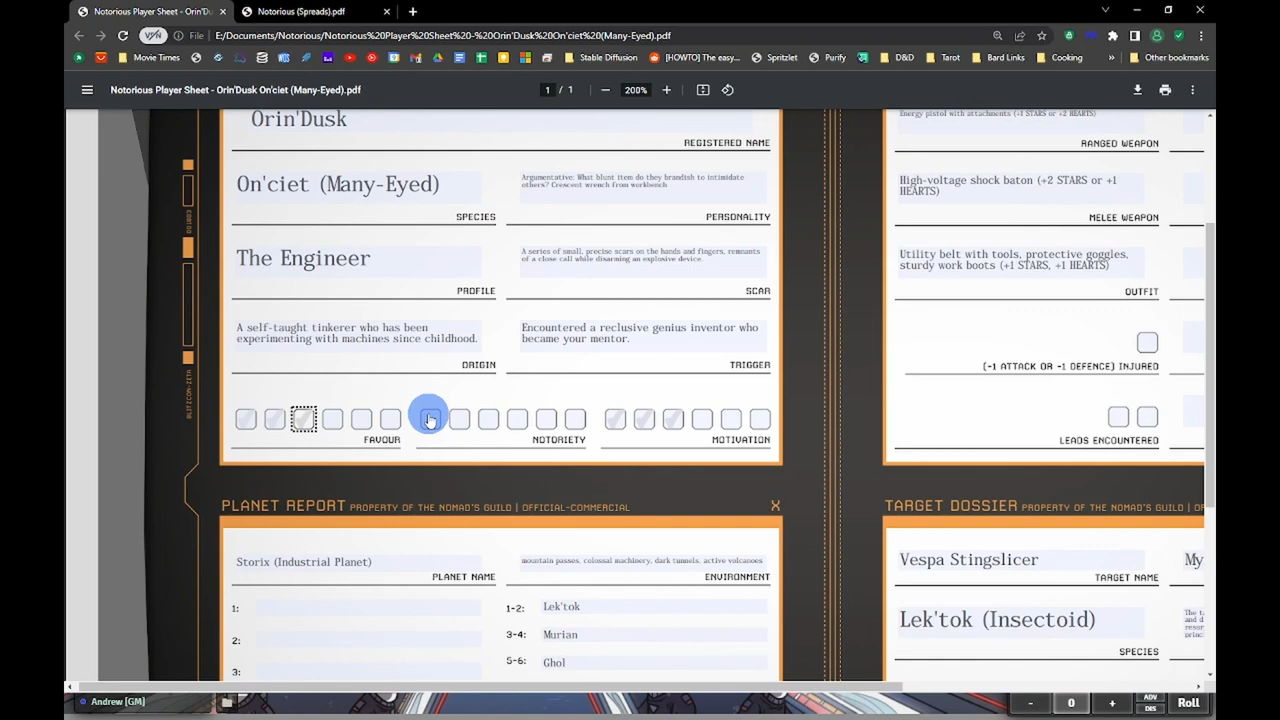 Notorious Player Sheet - Orin'Du
Notorious (Spreads).pdf
VPN
File
E:/Documents/Notorious/Notorious%20Player%20Sheet%20-%20Orin'Dusk%20On'ciet%20(Many-Eyed).pdf
Movie Times
Stable Diffusion
[HOWTO] The easy...
Spritzlet
Purify
D&D
Tarot
Bard Links
Cooking
»
Other bookmarks
Notorious Player Sheet - Orin'Dusk On'ciet (Many-Eyed).pdf
1 / 1
200%
Orin'Dusk
REGISTERED NAME
On'ciet (Many-Eyed)
SPECIES
Argumentative: What blunt item do they brandish to intimidate
others? Crescent wrench from workbench
PERSONALITY
The Engineer
PROFILE
A series of small, precise scars on the hands and fingers, remnants
of a close call while disarming an explosive device.
SCAR
A self-taught tinkerer who has been
experimenting with machines since childhood.
ORIGIN
Encountered a reclusive genius inventor who
became your mentor.
TRIGGER
FAVOUR
NOTORIETY
MOTIVATION
Energy pistol with attachments (+1 STARS or +2 HEARTS)
RANGED WEAPON
High-voltage shock baton (+2 STARS or +1
HEARTS)
MELEE WEAPON
Utility belt with tools, protective goggles,
sturdy work boots (+1 STARS, +1 HEARTS)
OUTFIT
(-1 ATTACK OR -1 DEFENCE) INJURED
LEADS ENCOUNTERED
PLANET REPORT PROPERTY OF THE NOMAD'S GUILD | OFFICIAL-COMMERCIAL
X
Storix (Industrial Planet)
PLANET NAME
mountain passes, colossal machinery, dark tunnels, active volcanoes
ENVIRONMENT
1:
2:
3:
1-2: Lek'tok
3-4: Murian
5-6: Ghol
TARGET DOSSIER PROPERTY OF THE NOMAD'S GUILD |
Vespa Stingslicer
TARGET NAME
My
Lek'tok (Insectoid)
SPECIES
Andrew [GM]
-
0
+
ADV
DIS
Roll